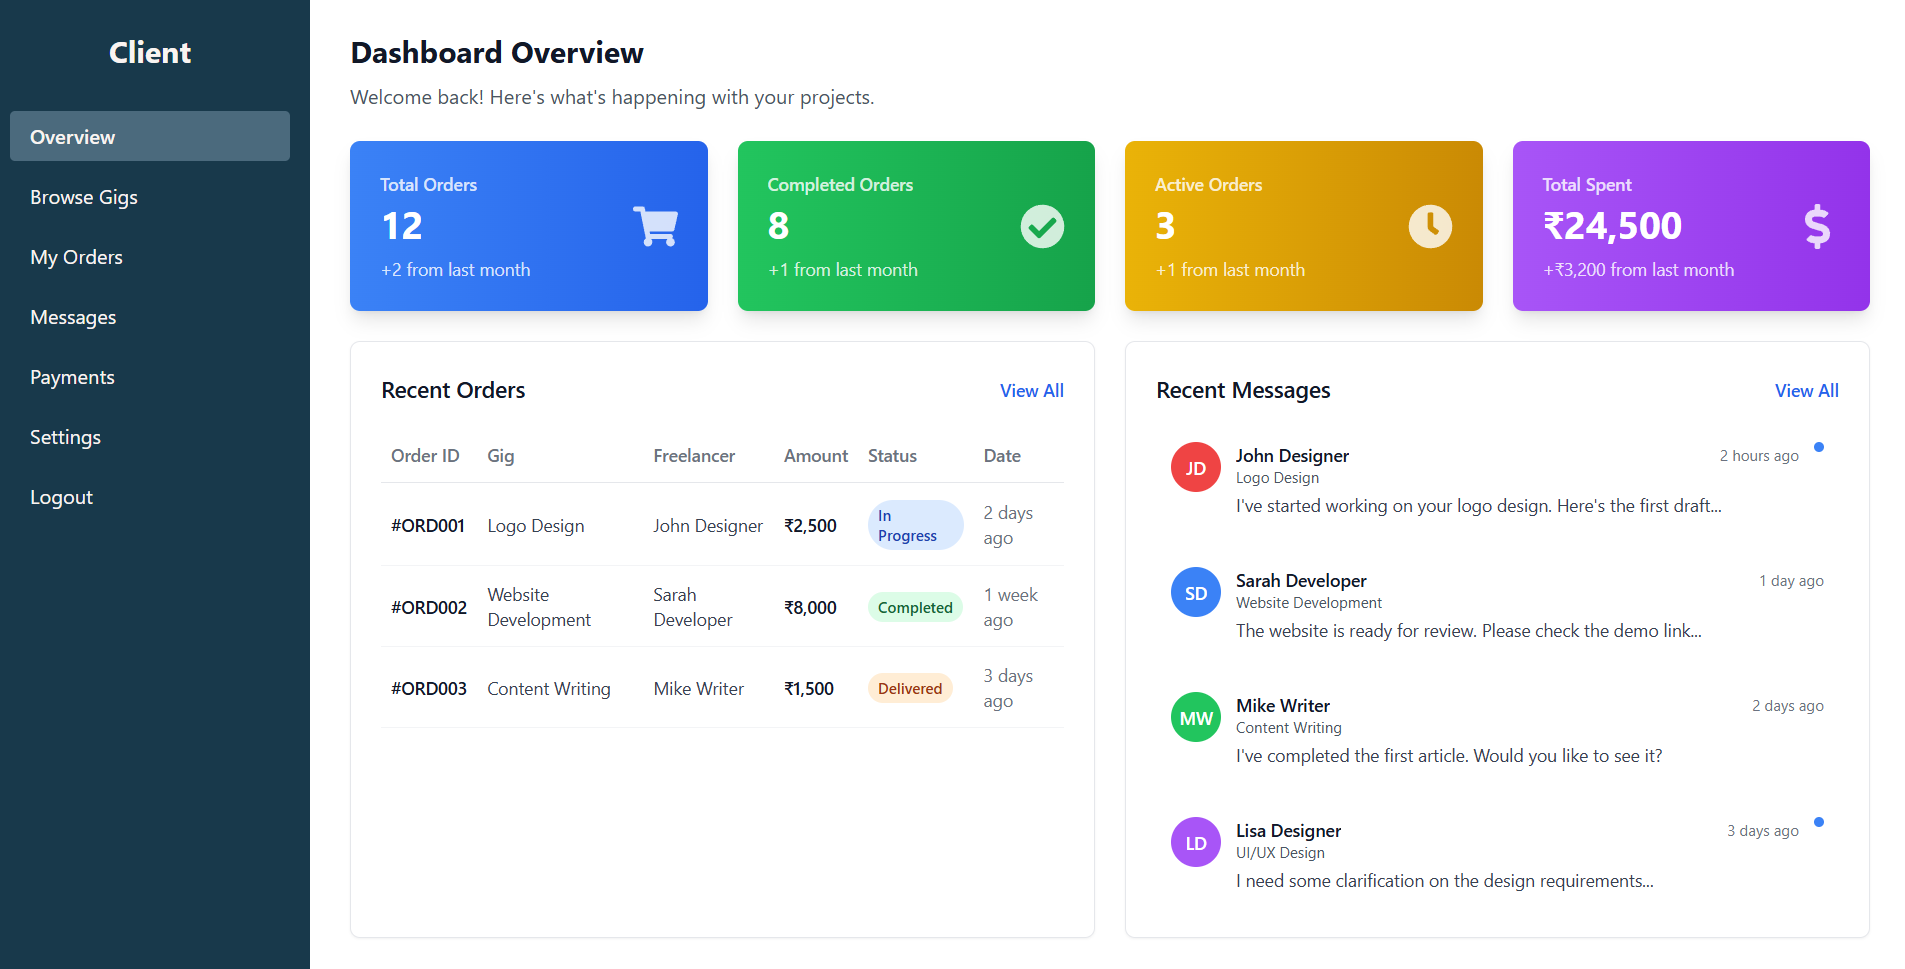 Client
Overview
Browse Gigs
My Orders
Messages
Payments
Settings
Logout
Dashboard Overview
Welcome back! Here's what's happening with your projects.
Total Orders
12
+2 from last month
Completed Orders
8
+1 from last month
Active Orders
3
+1 from last month
Total Spent
₹24,500
+₹3,200 from last month
Recent Orders
View All
Order ID Gig Freelancer Amount Status Date
#ORD001 Logo Design John Designer ₹2,500 In Progress 2 days ago
#ORD002 Website Development Sarah Developer ₹8,000 Completed 1 week ago
#ORD003 Content Writing Mike Writer ₹1,500 Delivered 3 days ago
Recent Messages
View All
JD
John Designer
2 hours ago
Logo Design
I've started working on your logo design. Here's the first draft...
SD
Sarah Developer
1 day ago
Website Development
The website is ready for review. Please check the demo link...
MW
Mike Writer
2 days ago
Content Writing
I've completed the first article. Would you like to see it?
LD
Lisa Designer
3 days ago
UI/UX Design
I need some clarification on the design requirements...